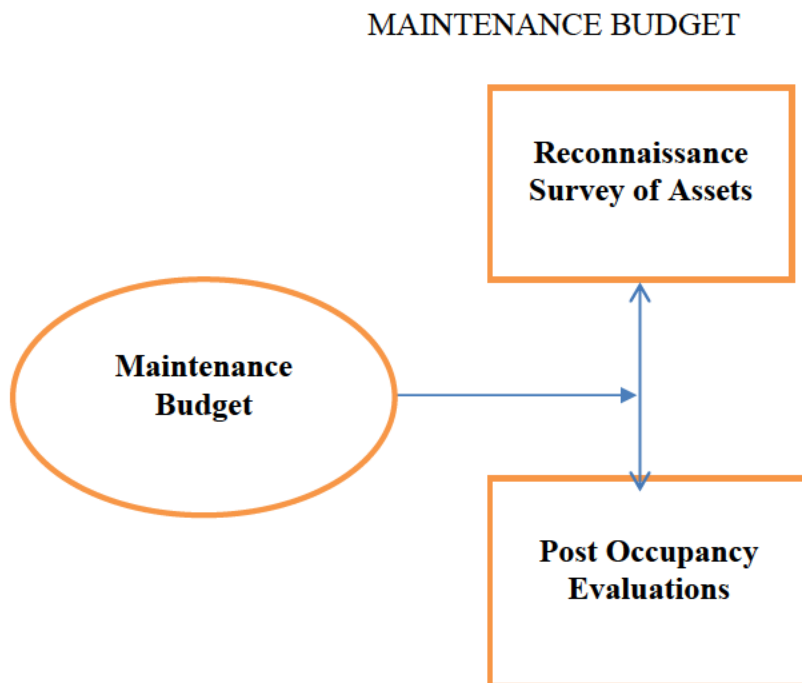 MAINTENANCE BUDGET
Reconnaissance
Survey of Assets
Maintenance
Budget
Post Occupancy
Evaluations